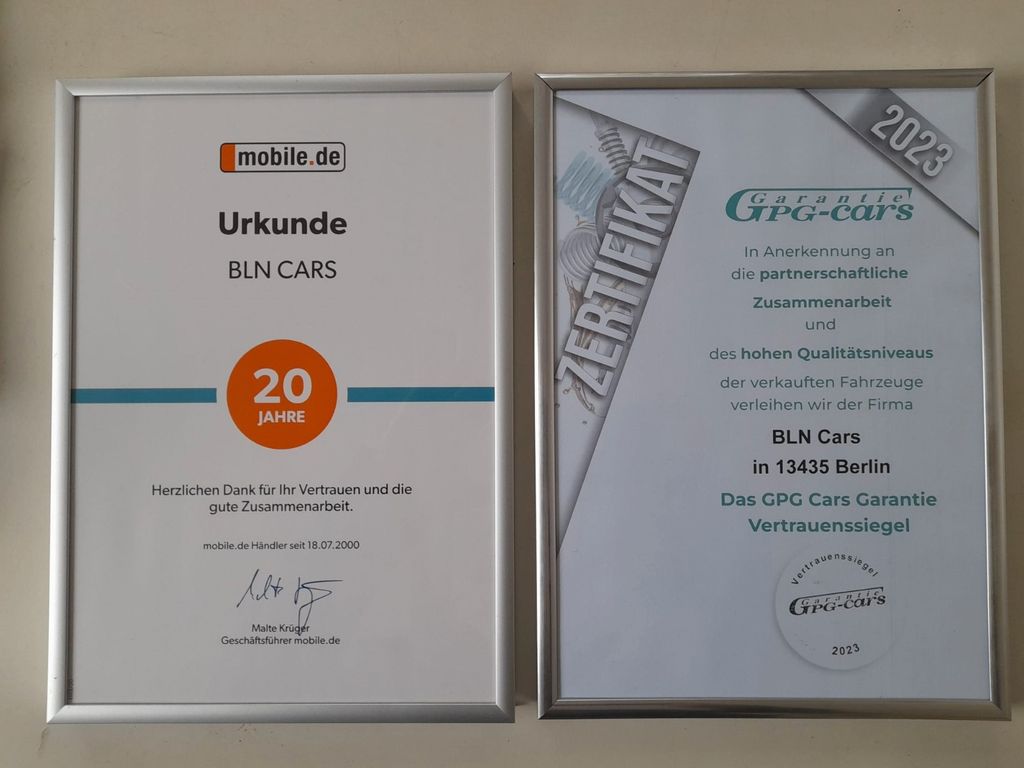 mobile.de
Urkunde
BLN CARS
20
JAHRE
Herzlichen Dank für Ihr Vertrauen und die
gute Zusammenarbeit.
mobile.de Händler seit 18.07.2000
Malte Krüger
Geschäftsführer mobile.de
ZERTIFIKAT
2023
Garantie
GPG-cars
In Anerkennung an
die partnerschaftliche
Zusammenarbeit
und
des hohen Qualitätsniveaus
der verkauften Fahrzeuge
verleihen wir der Firma
BLN Cars
in 13435 Berlin
Das GPG Cars Garantie
Vertrauenssiegel
Vertrauenssiegel
Garantie
GPG-cars
2023